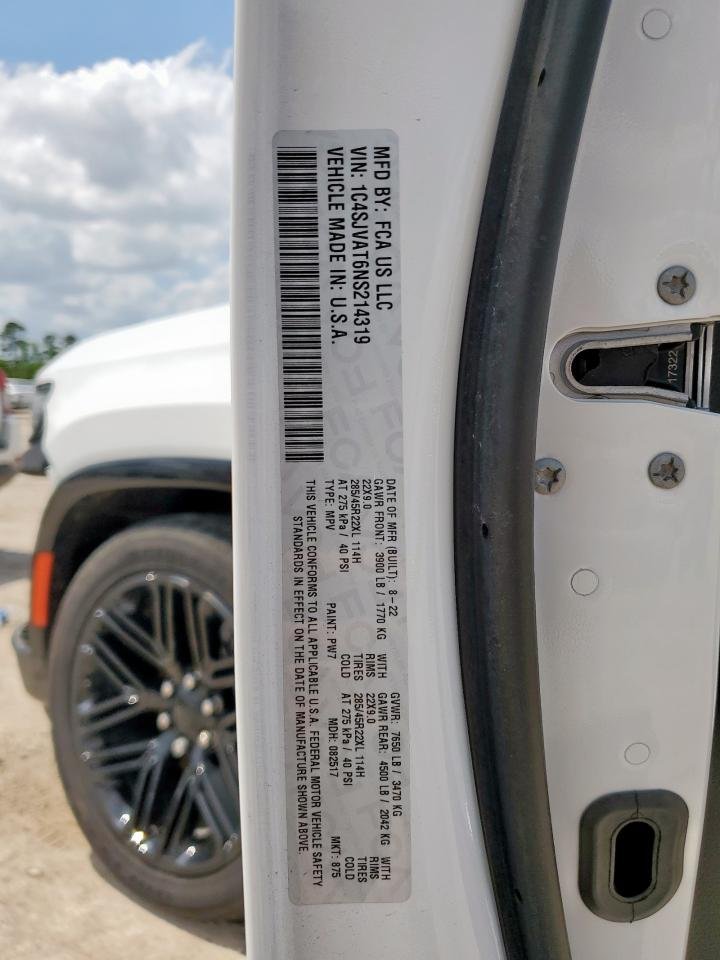 MFD BY: FCA US LLC
VIN: 1C4SJVAT6NS214319
VEHICLE MADE IN: U.S.A.
DATE OF MFR (BUILT): 8-22 GVWR: 7650 LB / 3470 KG
GAWR FRONT: 3900 LB / 1770 KG WITH GAWR REAR: 4500 LB / 2042 KG WITH
22X9.0 RIMS 22X9.0 RIMS
285/45R22XL 114H TIRES 285/45R22XL 114H TIRES
AT 275 kPa / 40 PSI COLD AT 275 kPa / 40 PSI COLD
TYPE: MPV PAINT: PW7 MDH: 082517 MKT: 875
THIS VEHICLE CONFORMS TO ALL APPLICABLE U.S.A. FEDERAL MOTOR VEHICLE SAFETY
STANDARDS IN EFFECT ON THE DATE OF MANUFACTURE SHOWN ABOVE.
17322